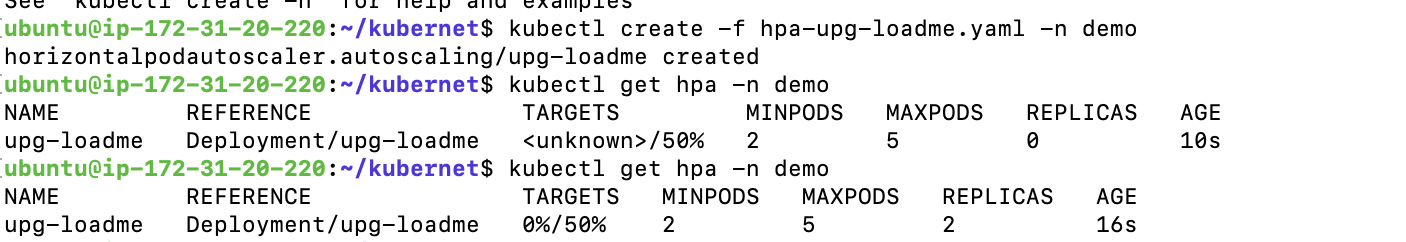 See 'kubectl create -h' for help and examples
ubuntu@ip-172-31-20-220:~/kubernet$ kubectl create -f hpa-upg-loadme.yaml -n demo
horizontalpodautoscaler.autoscaling/upg-loadme created
ubuntu@ip-172-31-20-220:~/kubernet$ kubectl get hpa -n demo
NAME REFERENCE TARGETS MINPODS MAXPODS REPLICAS AGE
upg-loadme Deployment/upg-loadme <unknown>/50% 2 5 0 10s
ubuntu@ip-172-31-20-220:~/kubernet$ kubectl get hpa -n demo
NAME REFERENCE TARGETS MINPODS MAXPODS REPLICAS AGE
upg-loadme Deployment/upg-loadme 0%/50% 2 5 2 16s